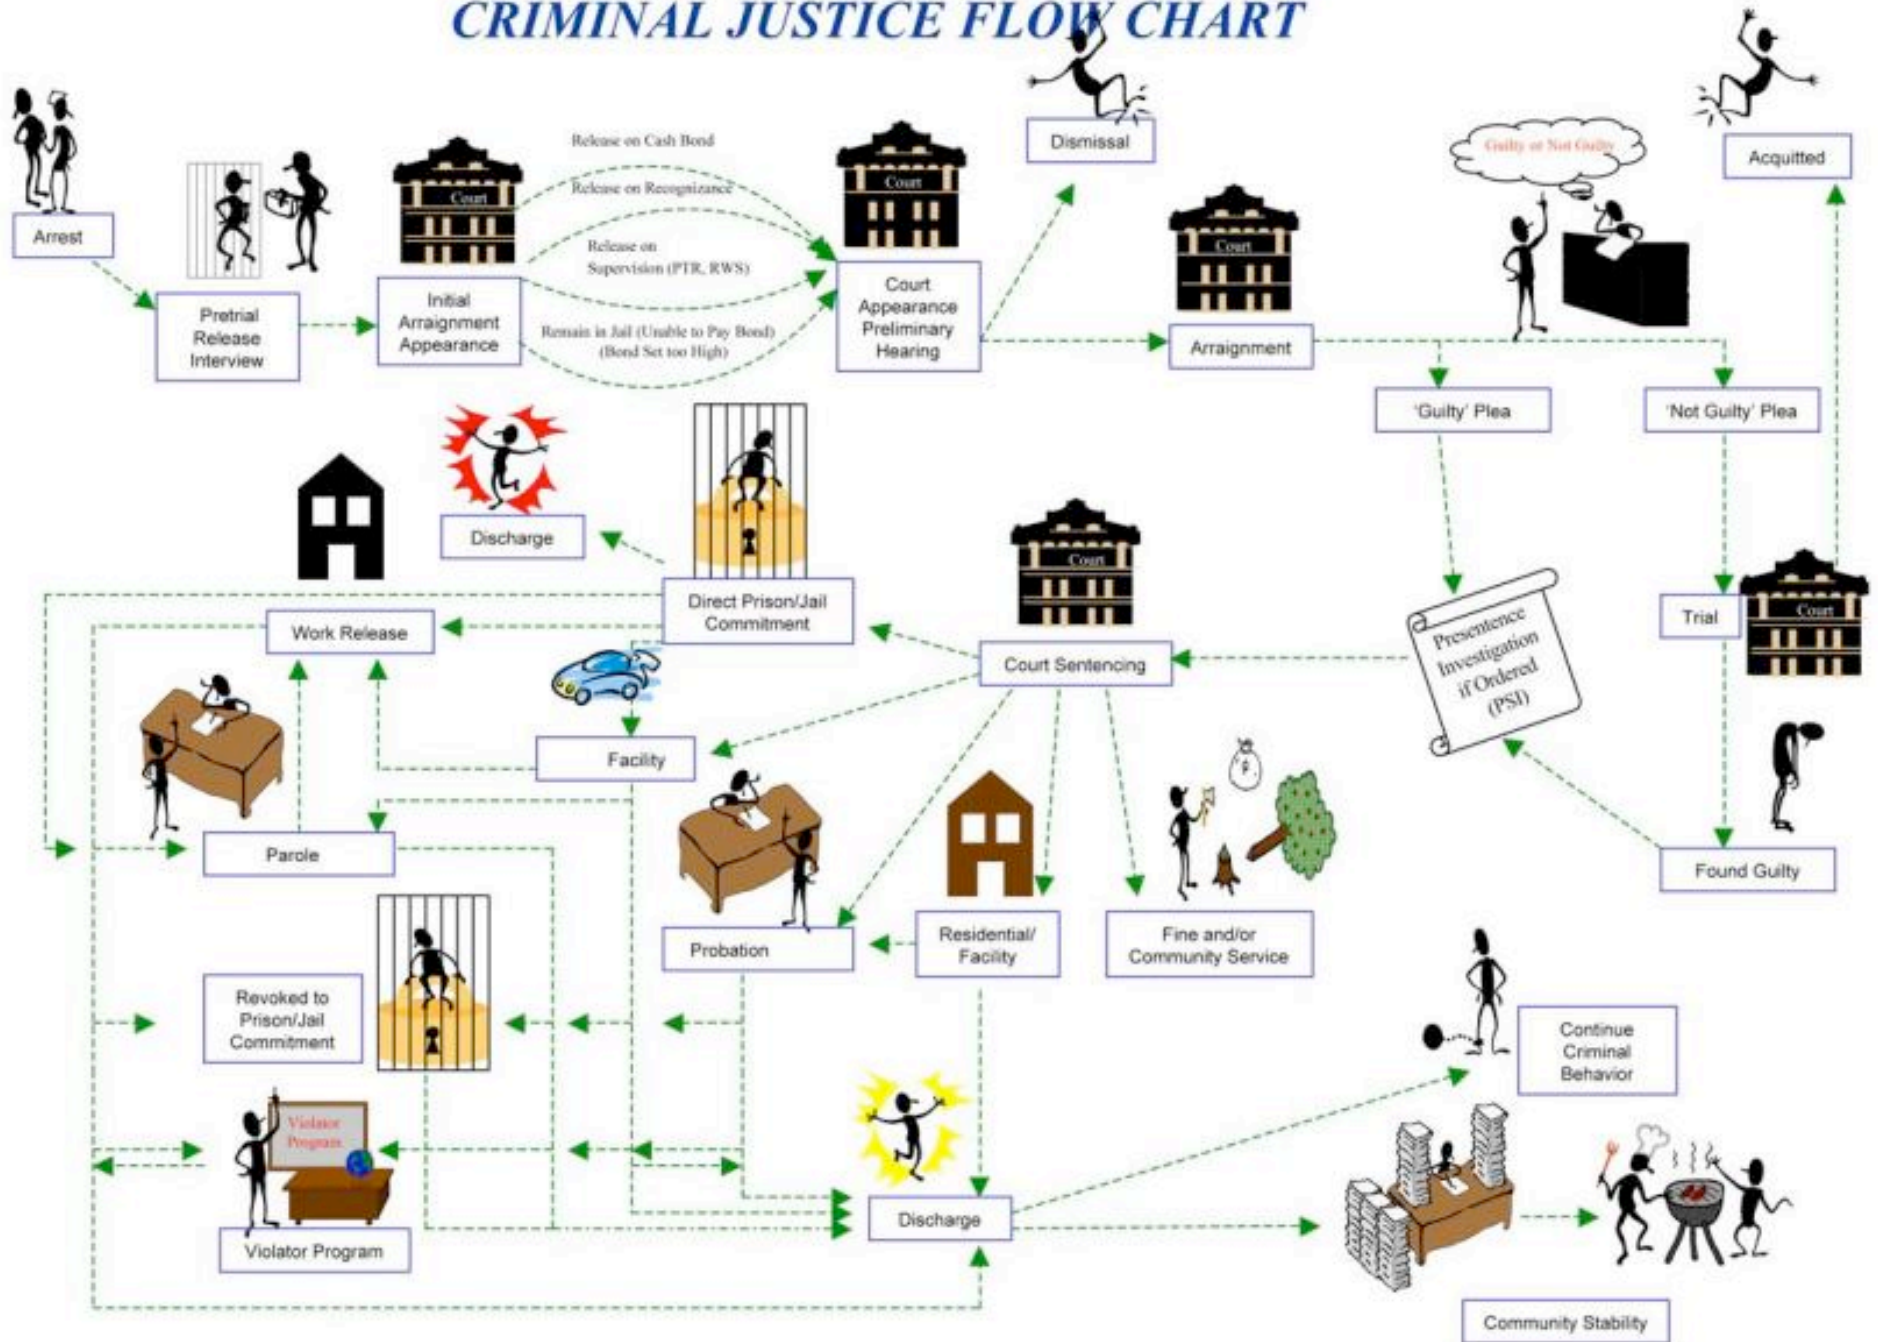 CRIMINAL JUSTICE FLOW CHART
Arrest
Pretrial
Release
Interview
Court
Initial
Arraignment
Appearance
Release on Cash Bond
Release on Recognizance
Release on
Supervision (PTR, RWS)
Remain in Jail (Unable to Pay Bond)
(Bond Set too High)
Court
Court
Appearance
Preliminary
Hearing
Dismissal
Court
Arraignment
Guilty or Not Guilty
Acquitted
'Guilty' Plea
'Not Guilty' Plea
Discharge
Direct Prison/Jail
Commitment
Work Release
Court
Court Sentencing
Presentence
Investigation
if Ordered
(PSI)
Trial
Court
Facility
Parole
Found Guilty
Probation
Residential/
Facility
Fine and/or
Community Service
Revoked to
Prison/Jail
Commitment
Continue
Criminal
Behavior
Violator
Program
Violator Program
Discharge
Community Stability